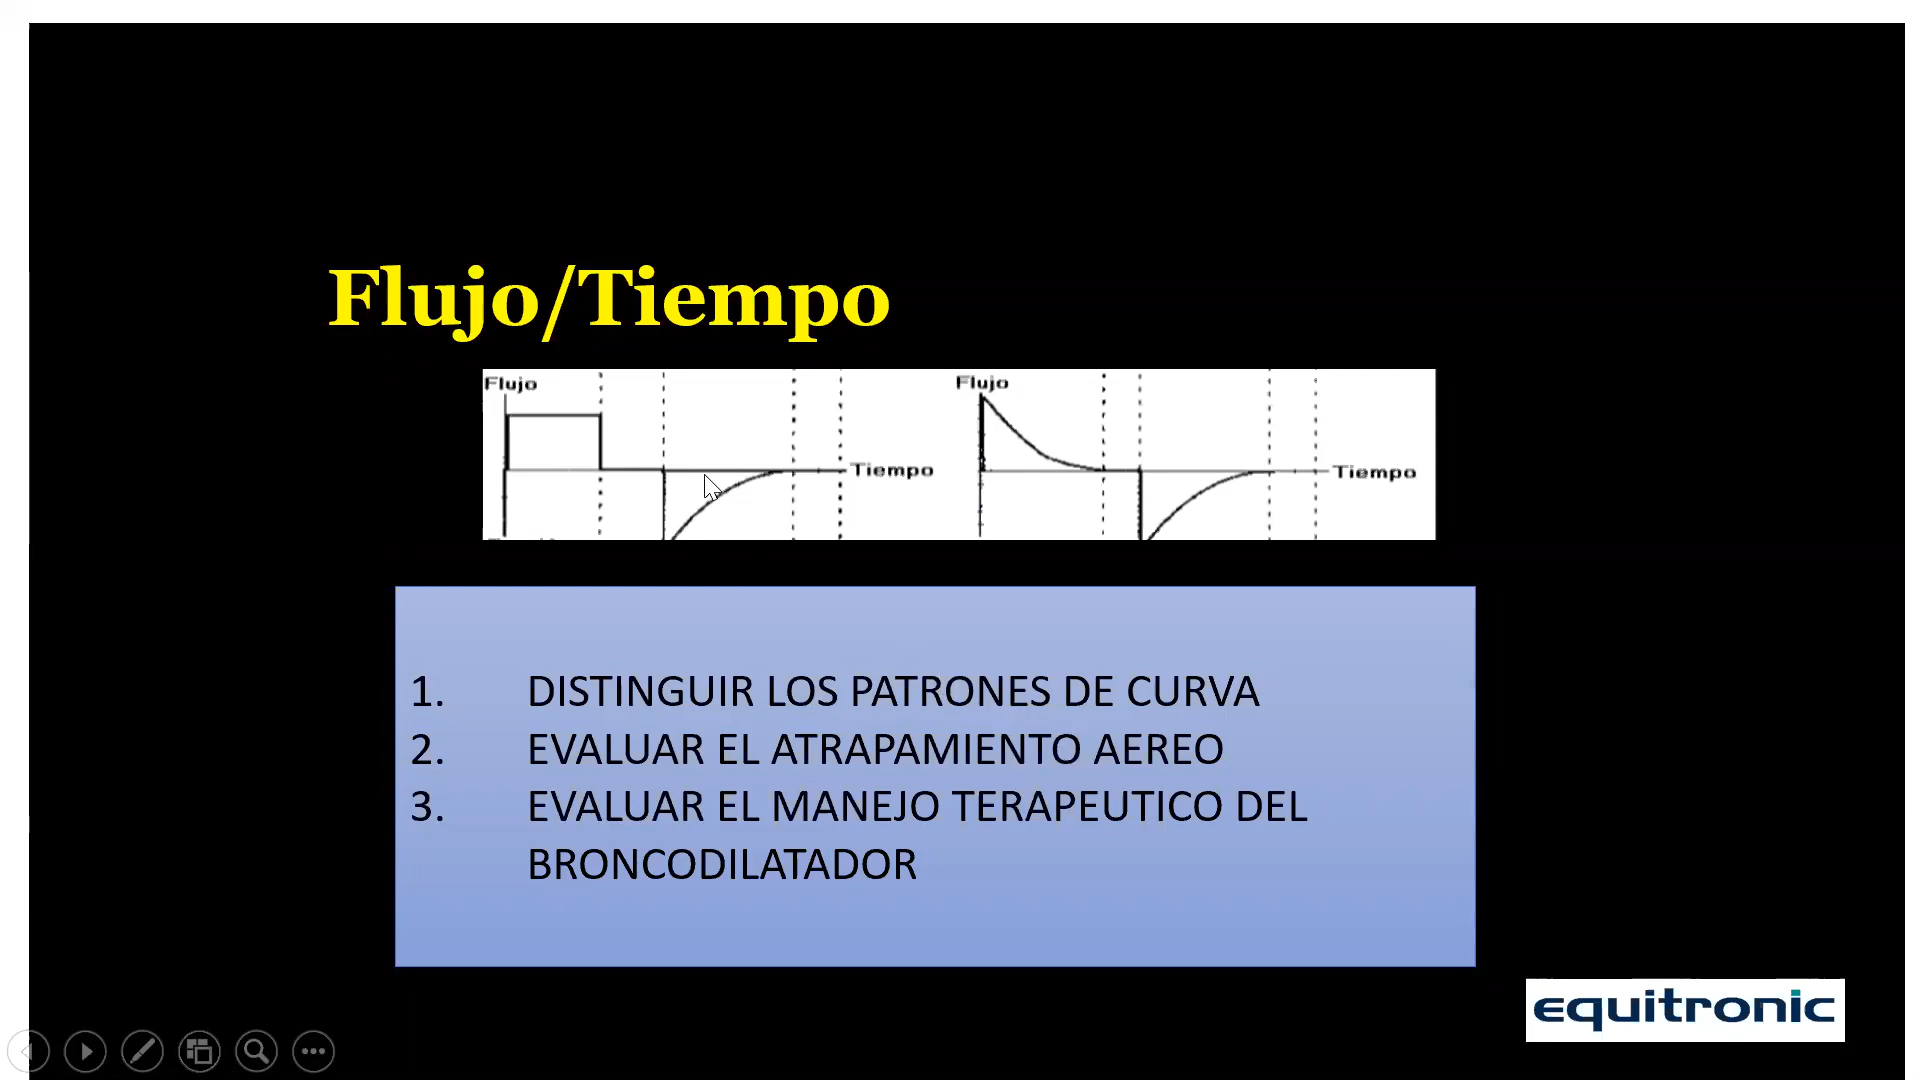 Flujo/Tiempo
Flujo
Tiempo
Flujo
Tiempo
1. DISTINGUIR LOS PATRONES DE CURVA
2. EVALUAR EL ATRAPAMIENTO AEREO
3. EVALUAR EL MANEJO TERAPEUTICO DEL
BRONCODILATADOR
equitronic